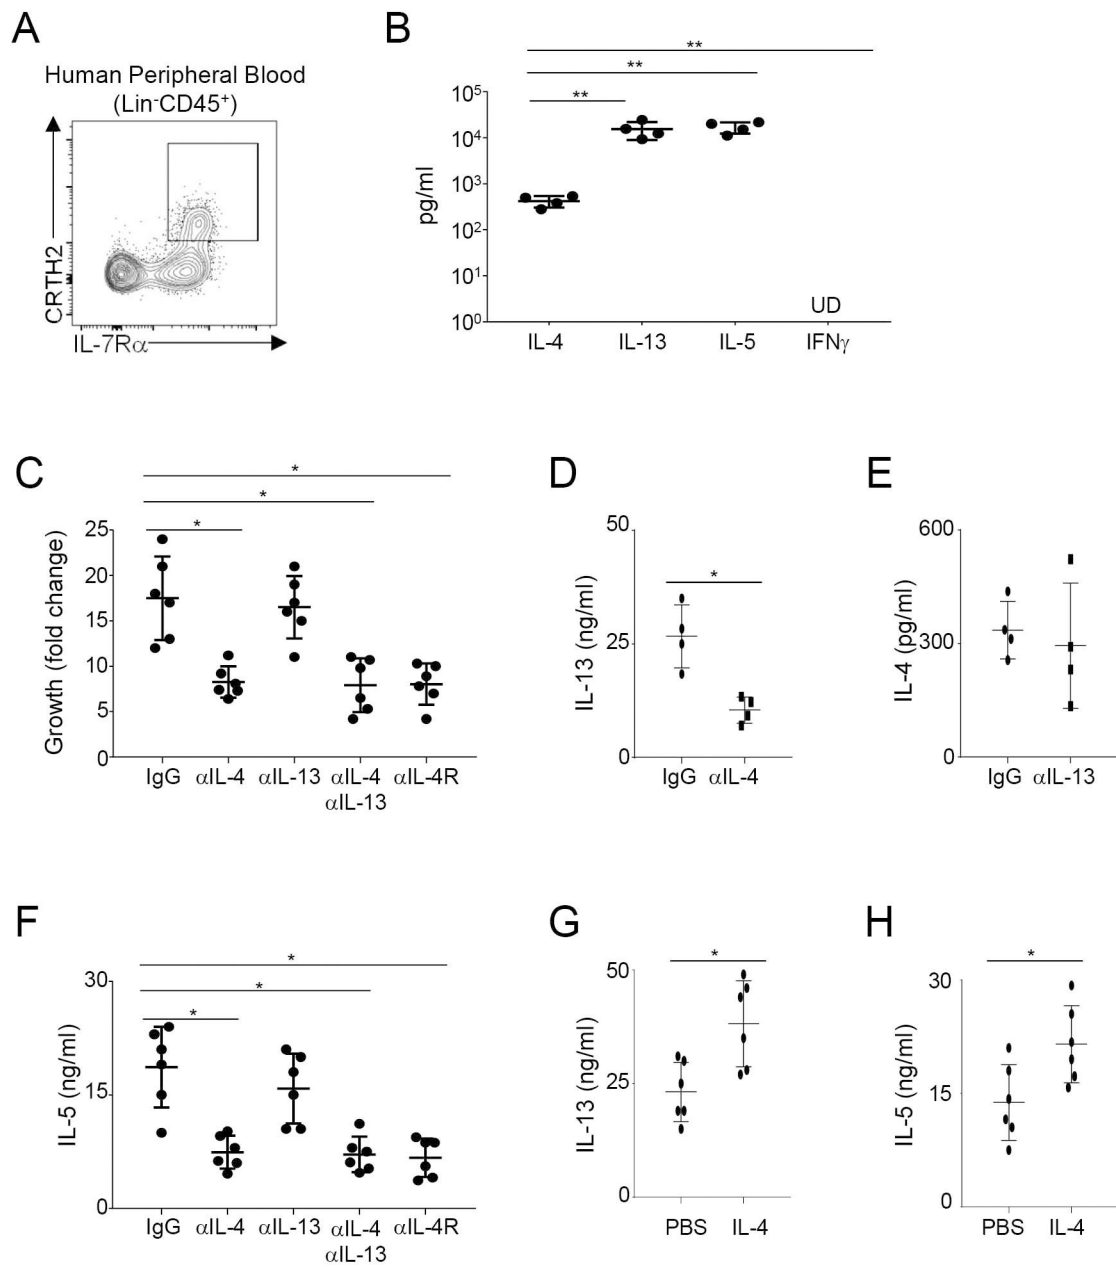 A
Human Peripheral Blood
(Lin⁻CD45⁺)
CRTH2
IL-7Rα
B
**
**
**
pg/ml
10⁵
10⁴
10³
10²
10¹
10⁰
UD
IL-4 IL-13 IL-5 IFNγ
C
*
*
*
Growth (fold change)
25
20
15
10
5
0
IgG αIL-4 αIL-13 αIL-4 αIL-4R
αIL-13
D
*
IL-13 (ng/ml)
50
25
0
IgG αIL-4
E
IL-4 (pg/ml)
600
300
0
IgG αIL-13
F
*
*
*
IL-5 (ng/ml)
30
15
0
IgG αIL-4 αIL-13 αIL-4 αIL-4R
αIL-13
G
*
IL-13 (ng/ml)
50
25
0
PBS IL-4
H
*
IL-5 (ng/ml)
30
15
0
PBS IL-4